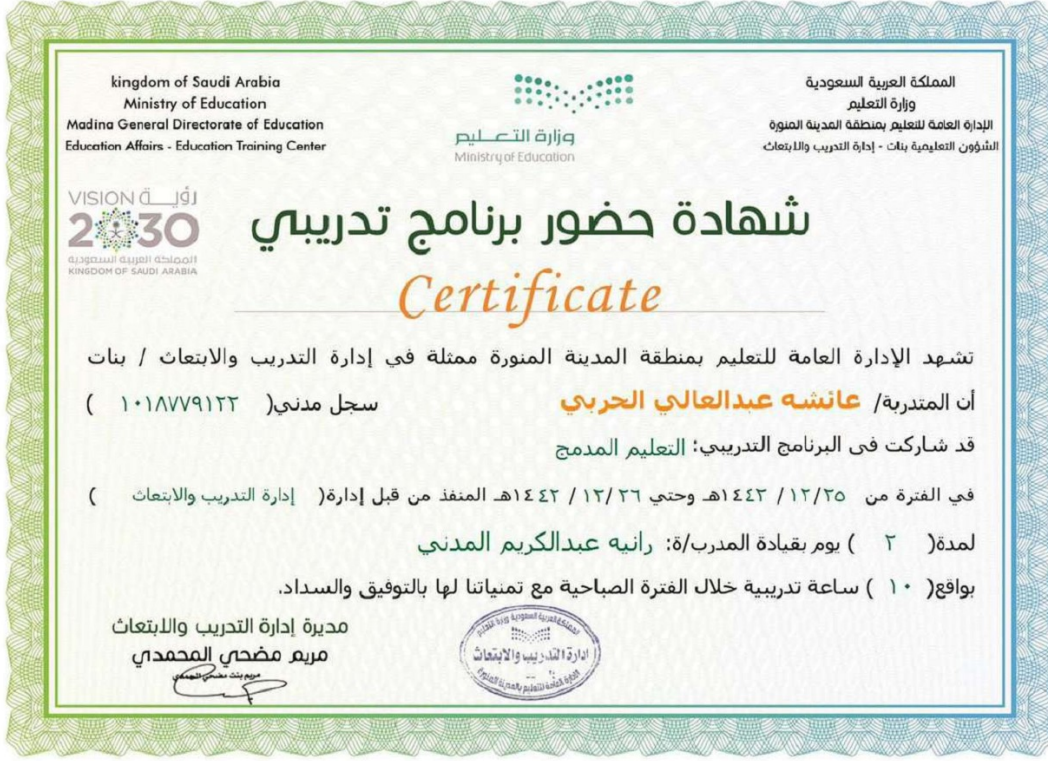 kingdom of Saudi Arabia
Ministry of Education
Madina General Directorate of Education
Education Affairs - Education Training Center
وزارة التعليم
Ministry of Education
المملكة العربية السعودية
وزارة التعليم
الإدارة العامة للتعليم بمنطقة المدينة المنورة
الشؤون التعليمية بنات - إدارة التدريب والابتعاث
VISION رؤية
2030
المملكة العربية السعودية
KINGDOM OF SAUDI ARABIA
شهادة حضور برنامج تدريبي
Certificate
تشهد الإدارة العامة للتعليم بمنطقة المدينة المنورة ممثلة في إدارة التدريب والابتعاث / بنات
أن المتدربة/ عائشه عبدالعالي الحربي سجل مدني( ١٠١٨٧٧٩١٢٢ )
قد شاركت فى البرنامج التدريبي؛ التعليم المدمج
في الفترة من ١٢/٢٥ / ١٤٤٢هـ وحتي ١٢/٢٦ / ١٤٤٢هـ المنفذ من قبل إدارة( إدارة التدريب والابتعاث )
لمدة( ٢ ) يوم بقيادة المدرب/ة: رانيه عبدالكريم المدني
بواقع( ١٠ ) ساعة تدريبية خلال الفترة الصباحية مع تمنياتنا لها بالتوفيق والسداد.
مديرة إدارة التدريب والابتعاث
مريم مضحي المحمدي
مريم بنت مضحي المحمدي
ادارة التدريب والابتعاث